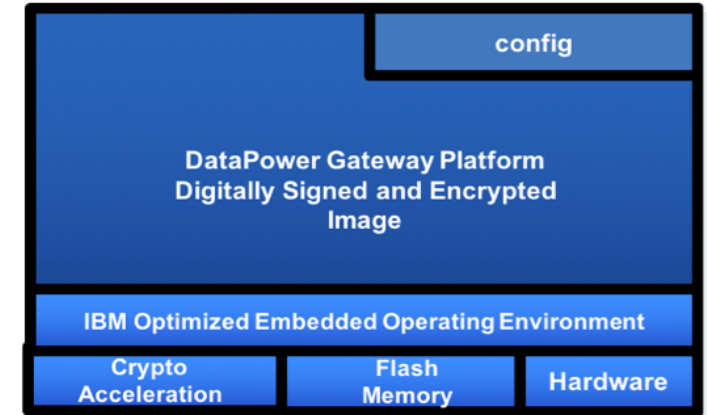 config
DataPower Gateway Platform
Digitally Signed and Encrypted
Image
IBM Optimized Embedded Operating Environment
Crypto
Acceleration
Flash
Memory
Hardware